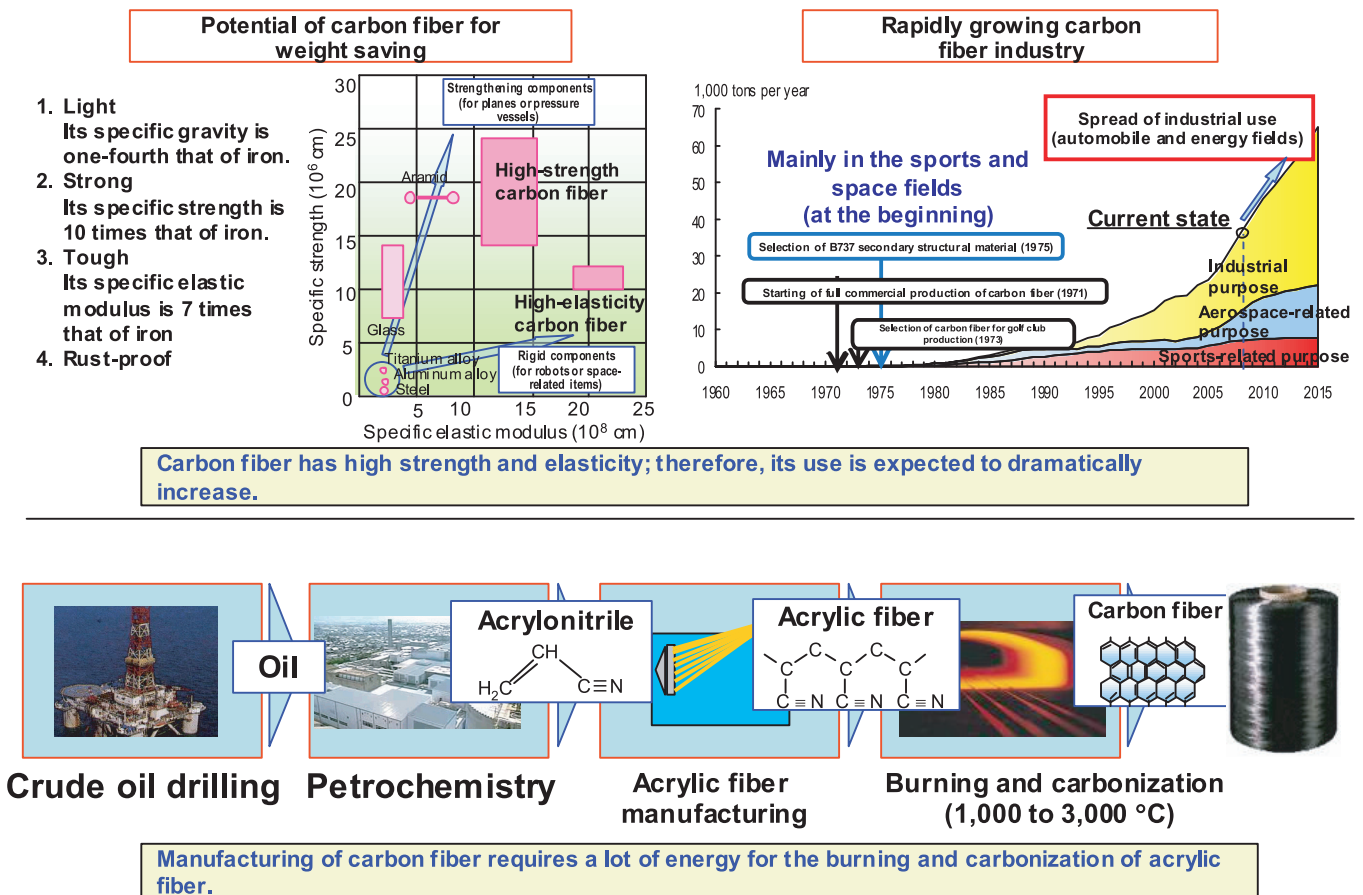 Potential of carbon fiber for
weight saving
1. Light
Its specific gravity is
one-fourth that of iron.
2. Strong
Its specific strength is
10 times that of iron.
3. Tough
Its specific elastic
modulus is 7 times
that of iron
4. Rust-proof
Specific strength (10⁶ cm)
30
25
20
15
10
5
0
Strengthening components
(for planes or pressure
vessels)
Aramid
High-strength
carbon fiber
High-elasticity
carbon fiber
Glass
Titanium alloy
Aluminum alloy
Steel
Rigid components
(for robots or space-
related items)
5 10 15 20 25
Specific elastic modulus (10⁸ cm)
Rapidly growing carbon
fiber industry
1,000 tons per year
70
60
50
40
30
20
10
0
Spread of industrial use
(automobile and energy fields)
Mainly in the sports and
space fields
(at the beginning)
Current state
Selection of B737 secondary structural material (1975)
Starting of full commercial production of carbon fiber (1971)
Selection of carbon fiber for golf club
production (1973)
Industrial
purpose
Aerospace-related
purpose
Sports-related purpose
1960 1965 1970 1975 1980 1985 1990 1995 2000 2005 2010 2015
Carbon fiber has high strength and elasticity; therefore, its use is expected to dramatically
increase.
Oil
Acrylonitrile
CH
H₂C
C≡N
Acrylic fiber
C C
C C C
C≡N C≡N C≡N
Carbon fiber
Crude oil drilling
Petrochemistry
Acrylic fiber
manufacturing
Burning and carbonization
(1,000 to 3,000 °C)
Manufacturing of carbon fiber requires a lot of energy for the burning and carbonization of acrylic
fiber.